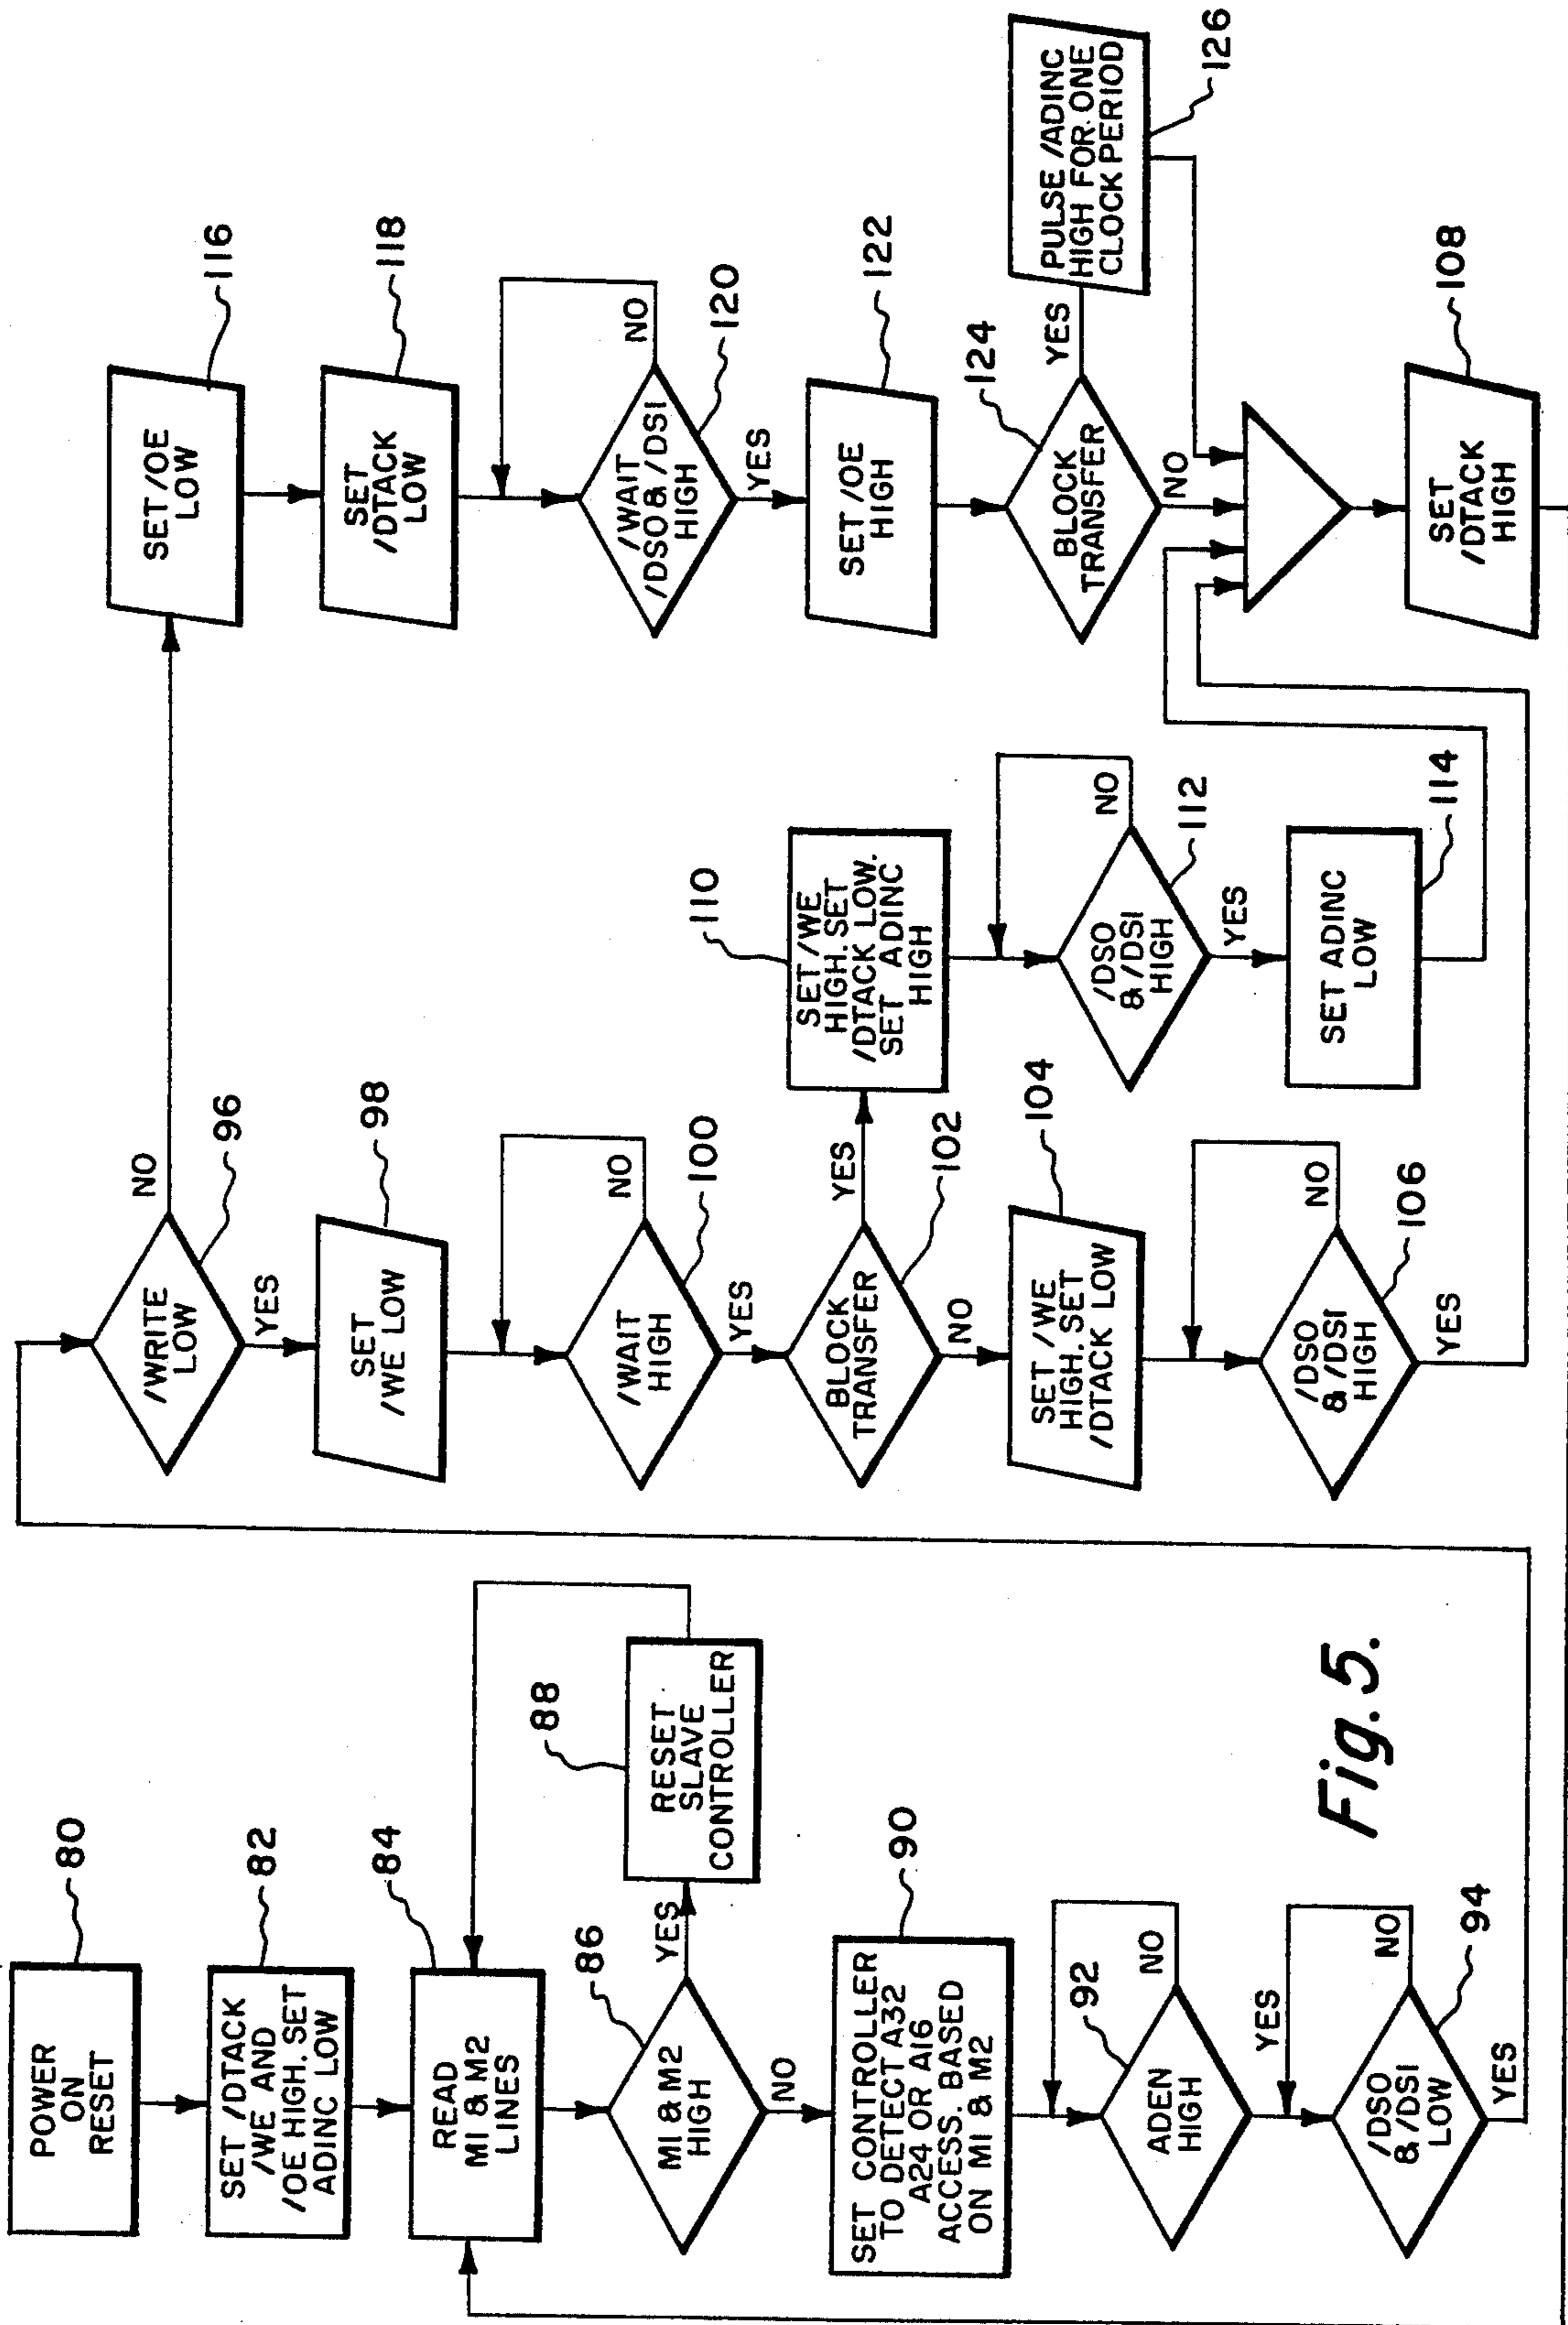 POWER
ON
RESET
80
SET /DTACK
/WE AND
/OE HIGH. SET
ADINC LOW
82
READ
M1 & M2
LINES
84
M1 & M2
HIGH
86
YES
NO
RESET
SLAVE
CONTROLLER
88
SET CONTROLLER
TO DETECT A32
A24 OR A16
ACCESS. BASED
ON M1 & M2
90
ADEN
HIGH
92
NO
YES
/DS0
& /DS1
LOW
94
NO
YES
/WRITE
LOW
96
NO
YES
SET
/WE LOW
98
/WAIT
HIGH
100
NO
YES
BLOCK
TRANSFER
102
YES
NO
SET /WE
HIGH. SET
/DTACK LOW
104
/DS0
& /DS1
HIGH
106
NO
YES
SET /WE
HIGH. SET
/DTACK LOW.
SET ADINC
HIGH
110
/DS0
& /DS1
HIGH
112
NO
YES
SET ADINC
LOW
114
SET /OE
LOW
116
SET
/DTACK
LOW
118
/WAIT
/DS0 & /DS1
HIGH
120
NO
YES
SET /OE
HIGH
122
BLOCK
TRANSFER
124
YES
NO
PULSE /ADINC
HIGH FOR ONE
CLOCK PERIOD
126
SET
/DTACK
HIGH
108
Fig. 5.